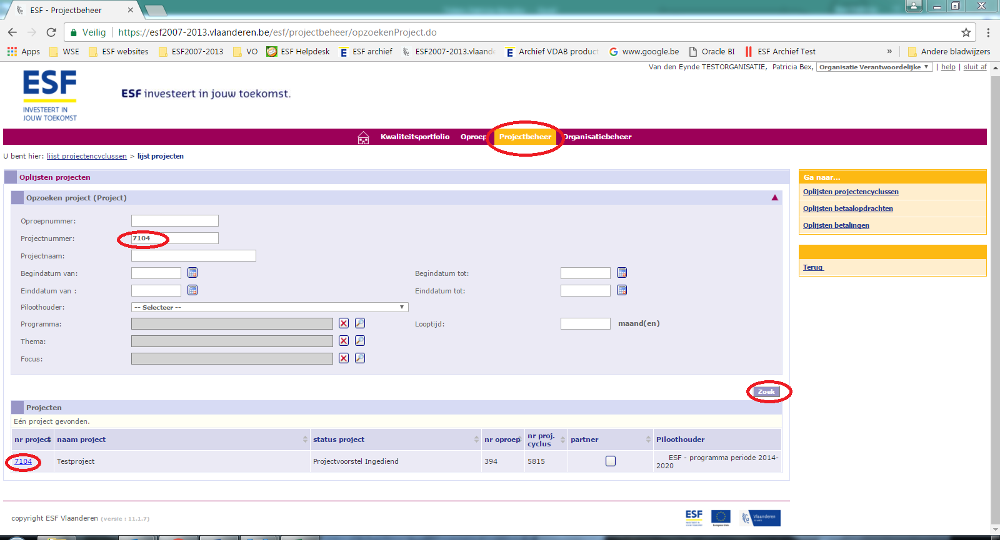 ESF - Projectbeheer
Veilig https://esf2007-2013.vlaanderen.be/esf/projectbeheer/opzoekenProject.do
Apps WSE ESF websites ESF2007-2013 VO ESF Helpdesk ESF archief ESF2007-2013.vlaande Archief VDAB product www.google.be Oracle BI ESF Archief Test » Andere bladwijzers
Van den Eynde TESTORGANISATIE, Patricia Bex, Organisatie Verantwoordelijke | help | sluit af
ESF
INVESTEERT IN
JOUW TOEKOMST
ESF investeert in jouw toekomst.
Kwaliteitsportfolio Oproep Projectbeheer Organisatiebeheer
U bent hier: lijst projectencyclussen > lijst projecten
Oplijsten projecten
Opzoeken project (Project)
Oproepnummer:
Projectnummer: 7104
Projectnaam:
Begindatum van: Begindatum tot:
Einddatum van : Einddatum tot:
Piloothouder: -- Selecteer --
Programma: Looptijd: maand(en)
Thema:
Focus:
Zoek
Ga naar...
Oplijsten projectencyclussen
Oplijsten betaalopdrachten
Oplijsten betalingen
Terug
Projecten
Eén project gevonden.
nr project naam project status project nr oproep nr proj. cyclus partner Piloothouder
7104 Testproject Projectvoorstel Ingediend 394 5815 ESF - programma periode 2014-
2020
copyright ESF Vlaanderen (versie : 11.1.7)
ESF
Vlaanderen